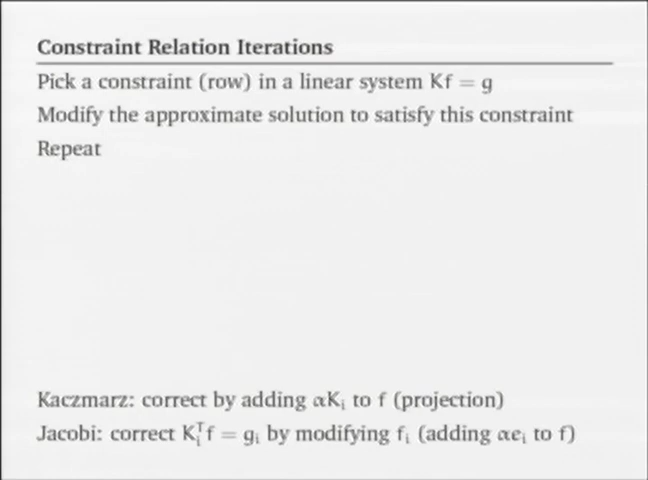 Constraint Relation Iterations
Pick a constraint (row) in a linear system Kf = g
Modify the approximate solution to satisfy this constraint
Repeat
Kaczmarz: correct by adding αKᵢ to f (projection)
Jacobi: correct Kᵢᵀf = gᵢ by modifying fᵢ (adding αeᵢ to f)